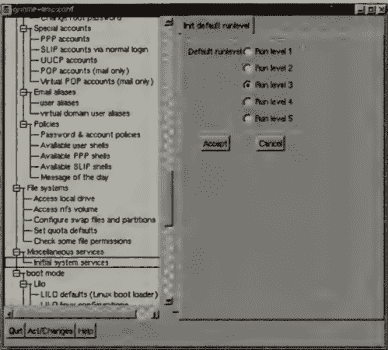 gnome-linuxconf
Change root password
Special accounts
PPP accounts
SLIP accounts via normal login
UUCP accounts
POP accounts (mail only)
Virtual POP accounts (mail only)
Email aliases
user aliases
virtual domain user aliases
Policies
Password & account policies
Available user shells
Available PPP shells
Available SLIP shells
Message of the day
File systems
Access local drive
Access nfs volume
Configure swap files and partitions
Set quota defaults
Check some file permissions
Miscellaneous services
Initial system services
boot mode
Lilo
LILO defaults (Linux boot loader)
LILO linux configurations
Quit Act/Changes Help
Init default runlevel
Default runlevel Run level 1
Run level 2
Run level 3
Run level 4
Run level 5
Accept Cancel